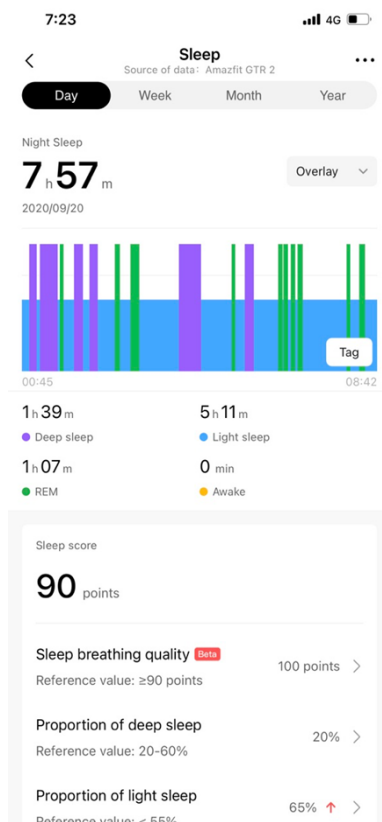 7:23
4G
Sleep
Source of data: Amazfit GTR 2
Day Week Month Year
Night Sleep
7 h 57 m
Overlay
2020/09/20
Tag
00:45 08:42
1 h 39 m 5 h 11 m
Deep sleep Light sleep
1 h 07 m 0 min
REM Awake
Sleep score
90 points
Sleep breathing quality Beta
100 points
Reference value: ≥90 points
Proportion of deep sleep
20%
Reference value: 20-60%
Proportion of light sleep
65% ↑
Reference value: < 55%